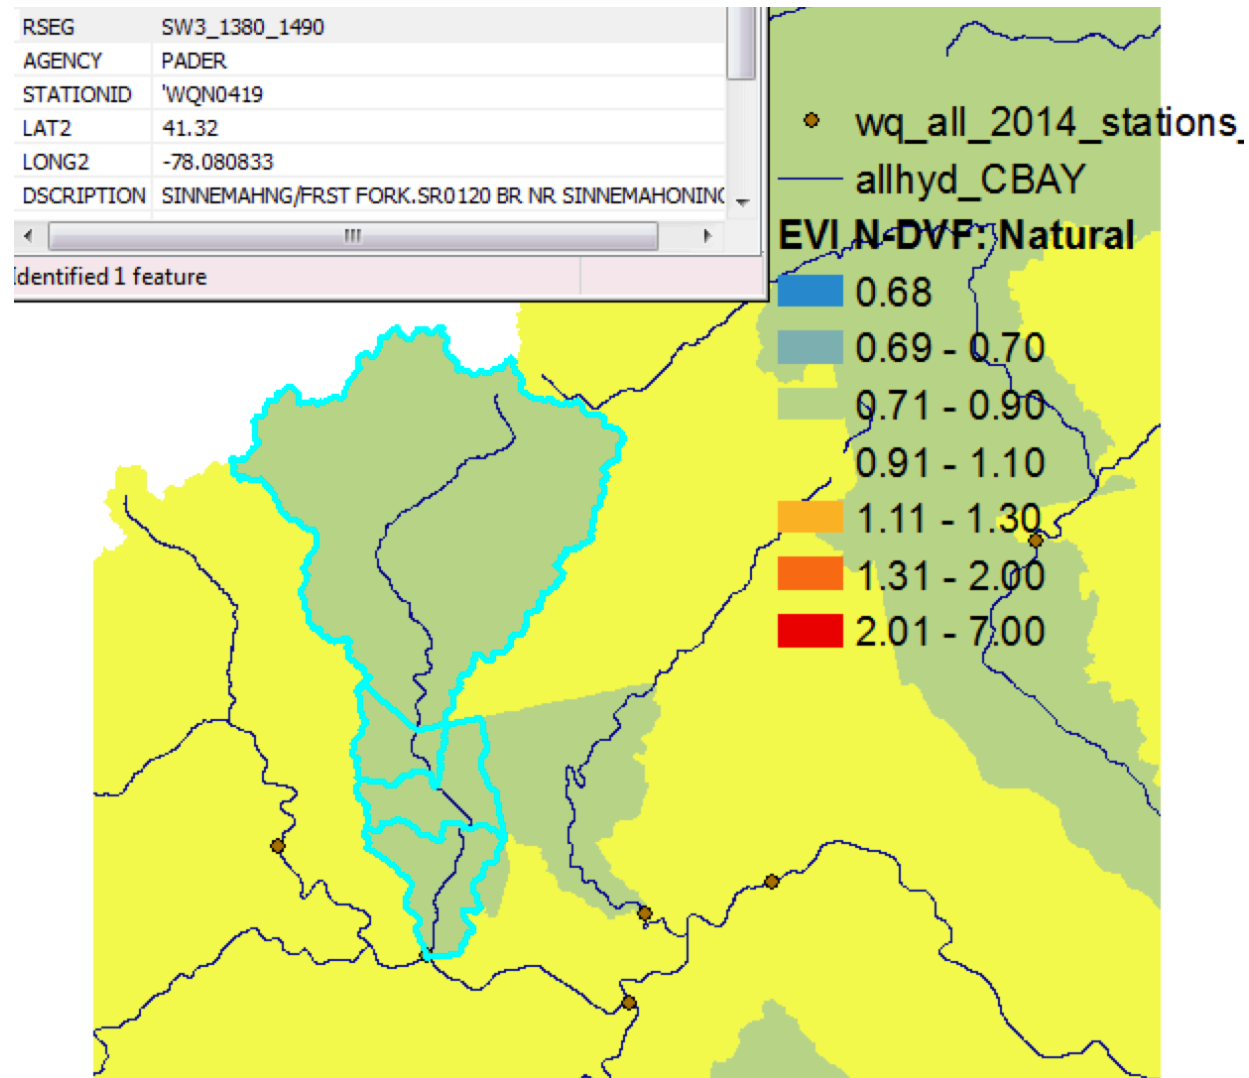 RSEG SW3_1380_1490
AGENCY PADER
STATIONID 'WQN0419
LAT2 41.32
LONG2 -78.080833
DSCRIPTION SINNEMAHNG/FRST FORK.SR0120 BR NR SINNEMAHONING
Identified 1 feature
wq_all_2014_stations_
allhyd_CBAY
EVI N-DVF: Natural
0.68
0.69 - 0.70
0.71 - 0.90
0.91 - 1.10
1.11 - 1.30
1.31 - 2.00
2.01 - 7.00